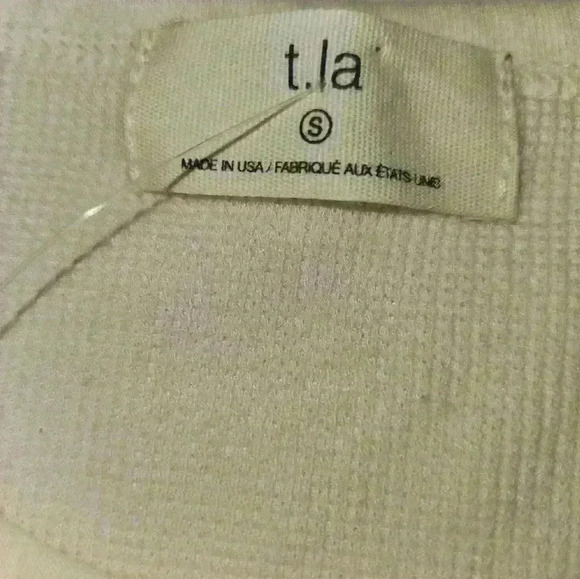 t.la
S
MADE IN USA / FABRIQUÉ AUX ÉTATS-UNIS